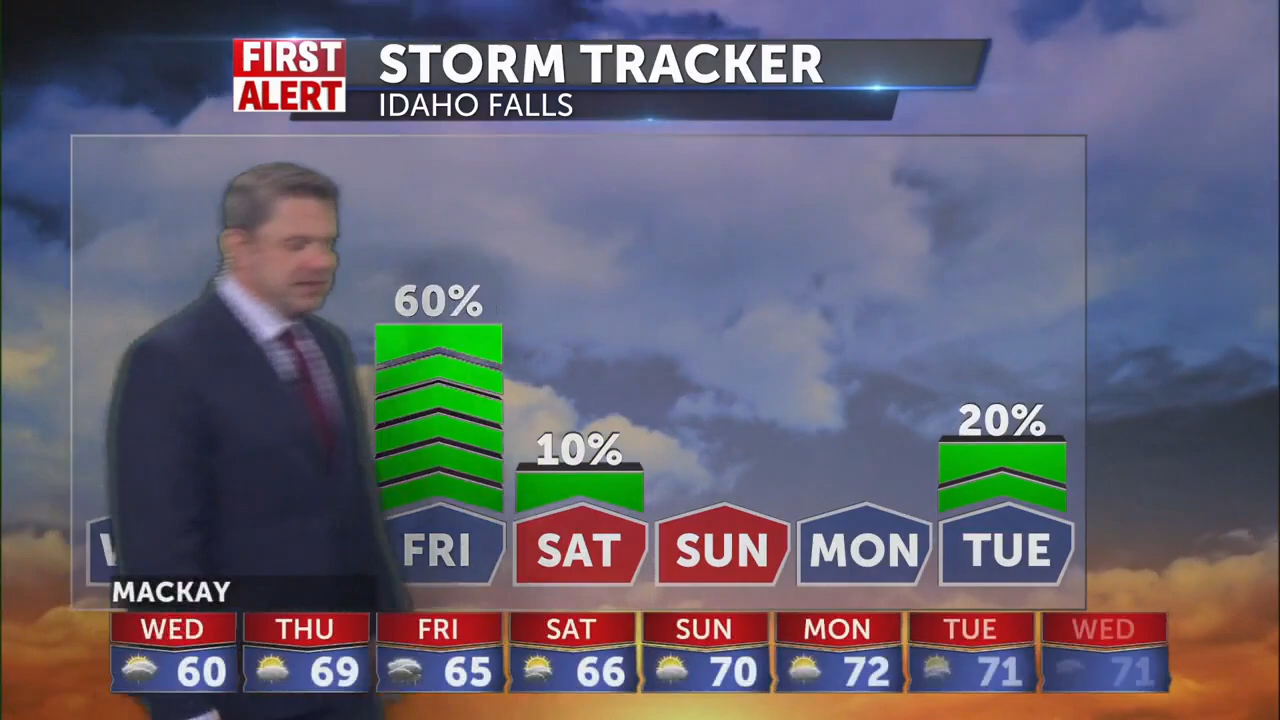 FIRST
ALERT
STORM TRACKER
IDAHO FALLS
60%
10%
20%
FRI
SAT
SUN
MON
TUE
MACKAY
WED
THU
FRI
SAT
SUN
MON
TUE
WED
60
69
65
66
70
72
71
71